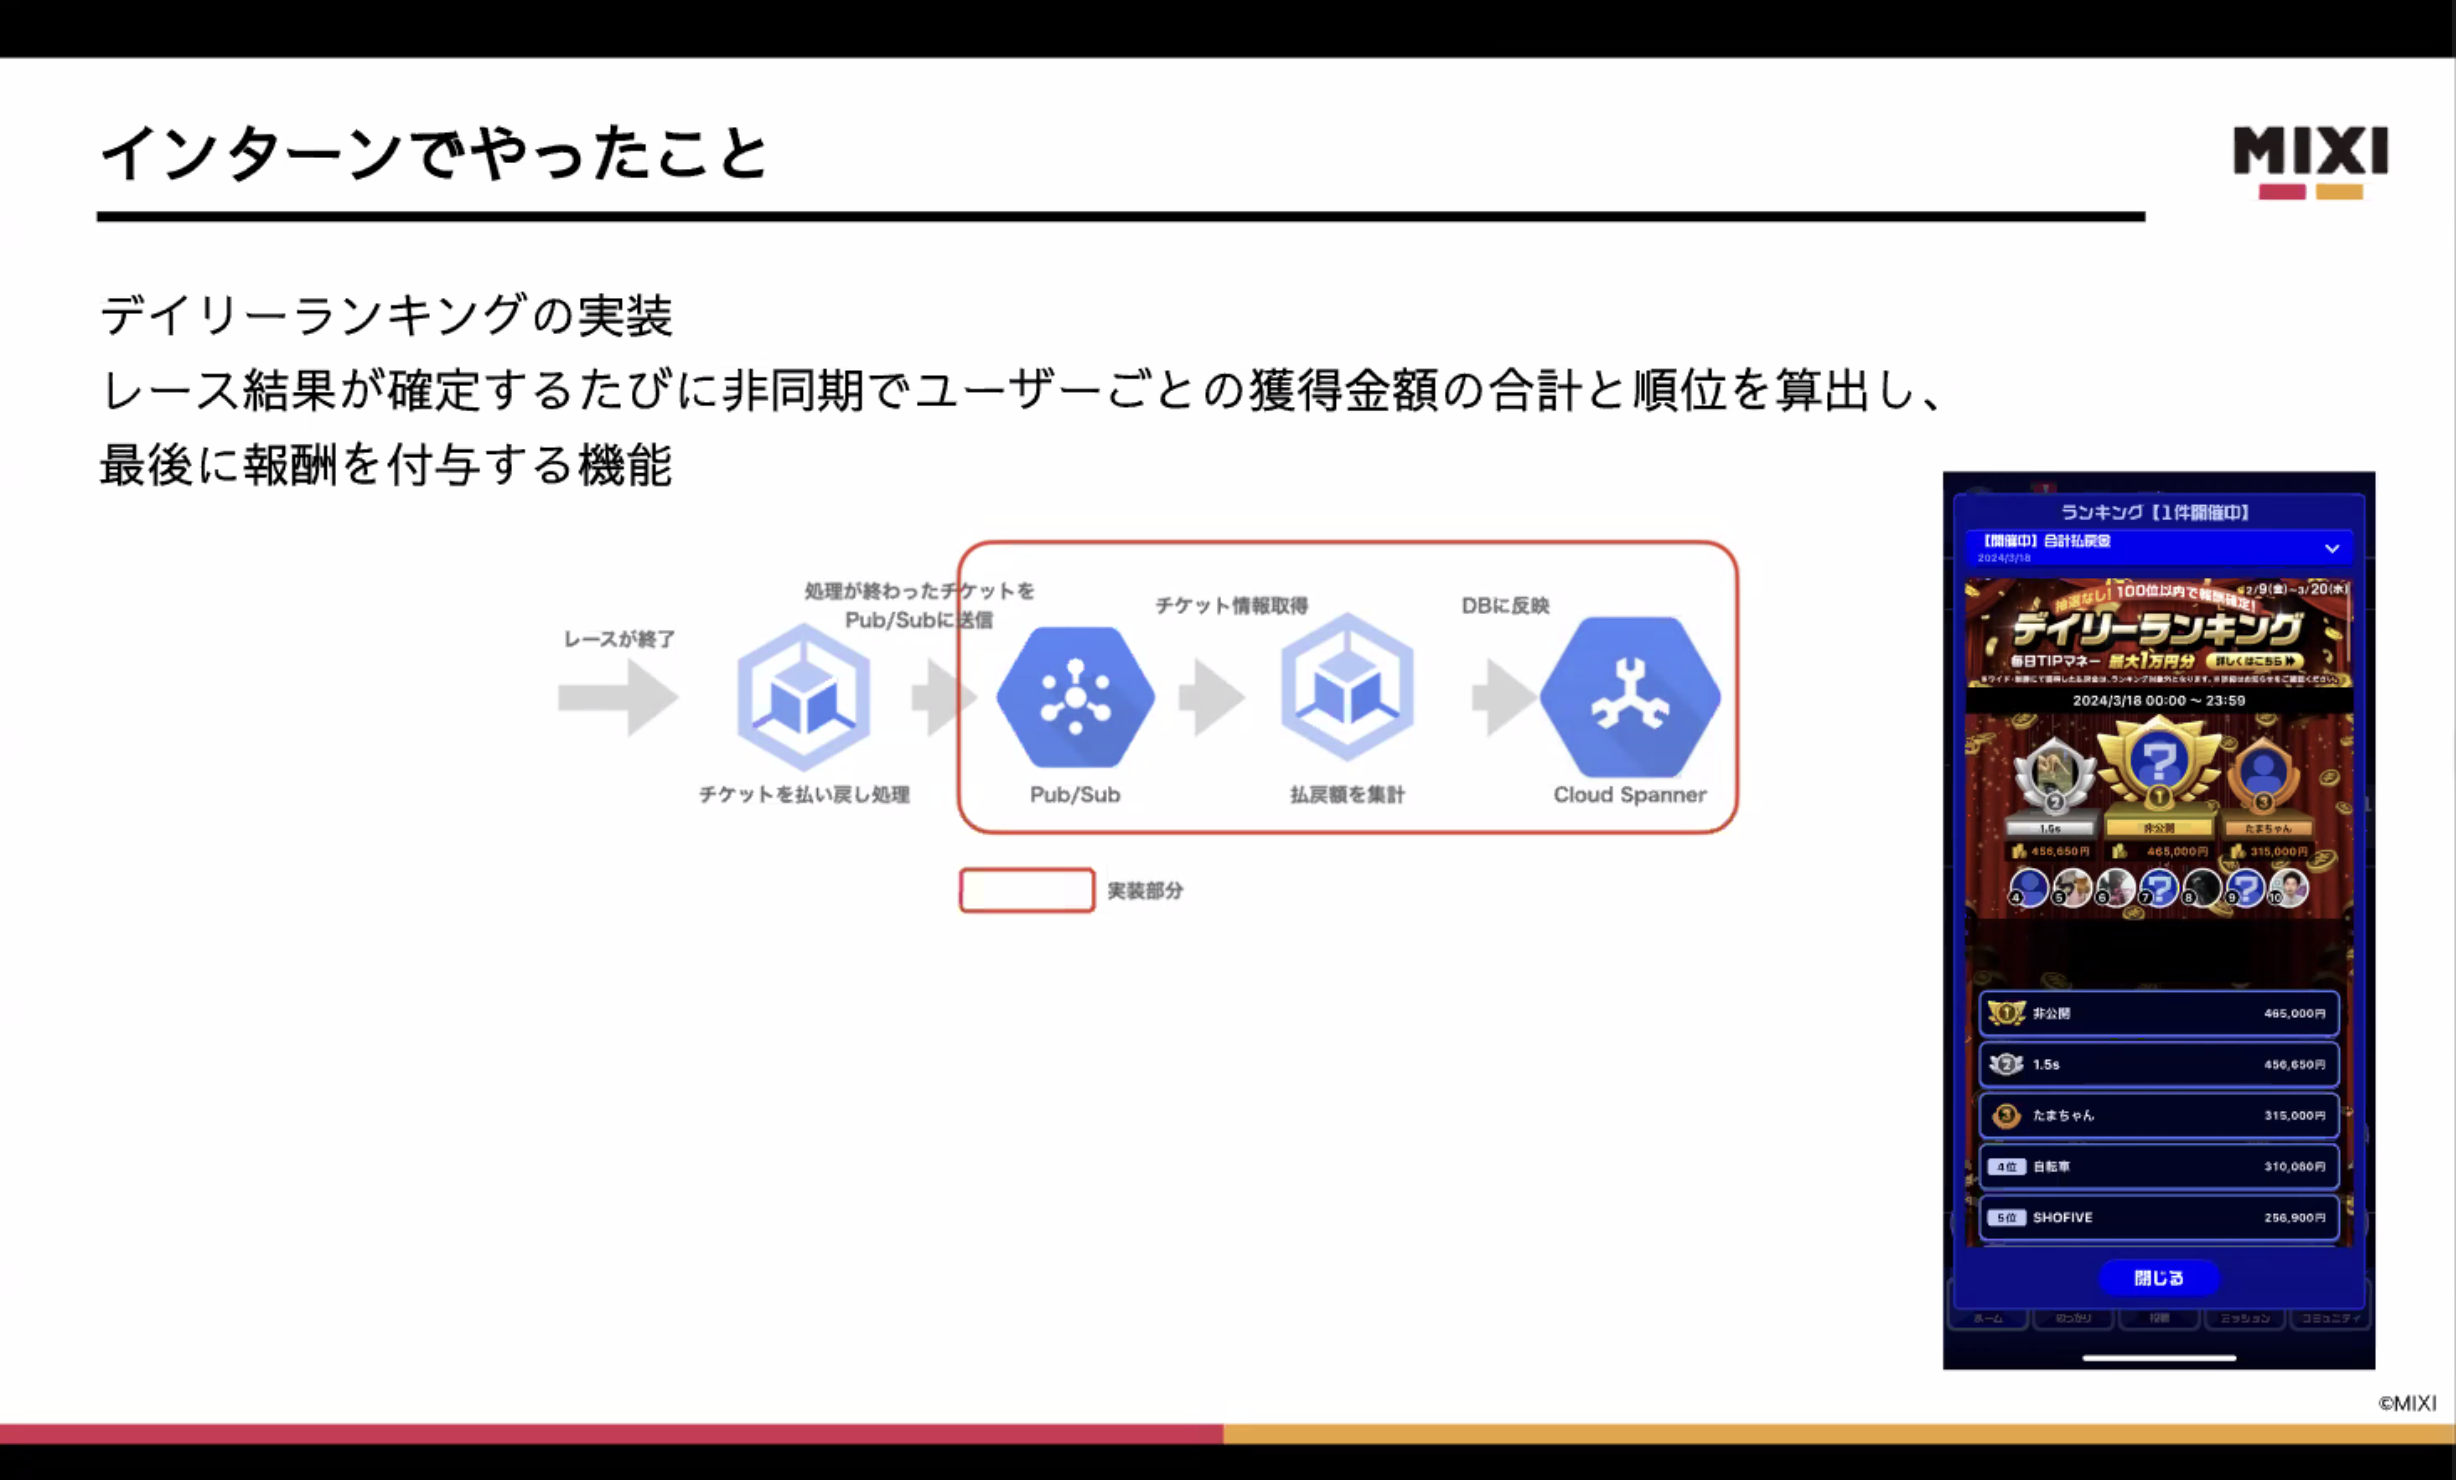 インターンでやったこと
MIXI
デイリーランキングの実装
レース結果が確定するたびに非同期でユーザーごとの獲得金額の合計と順位を算出し、
最後に報酬を付与する機能
レースが終了
処理が終わったチケットを
Pub/Subに送信
チケット情報取得
DBに反映
チケットを払い戻し処理
Pub/Sub
払戻額を集計
Cloud Spanner
実装部分
ランキング【1件開催中】
【開催中】合計払戻金
2024/3/18
2/9(金)~3/20(水)
抽選なし!100位以内で報酬確定!
デイリーランキング
毎日TIPマネー 最大1万円分 詳しくはこちら
2024/3/18 00:00 ～ 23:59
2 1 3
1.5s 非公開 たまちゃん
456,650円 465,000円 315,000円
4 5 6 7 8 9 10
1 非公開 465,000円
2 1.5s 456,650円
3 たまちゃん 315,000円
4位 自転車 310,060円
5位 SHOFIVE 256,900円
閉じる
ホーム ミッション コミュニティ
©MIXI